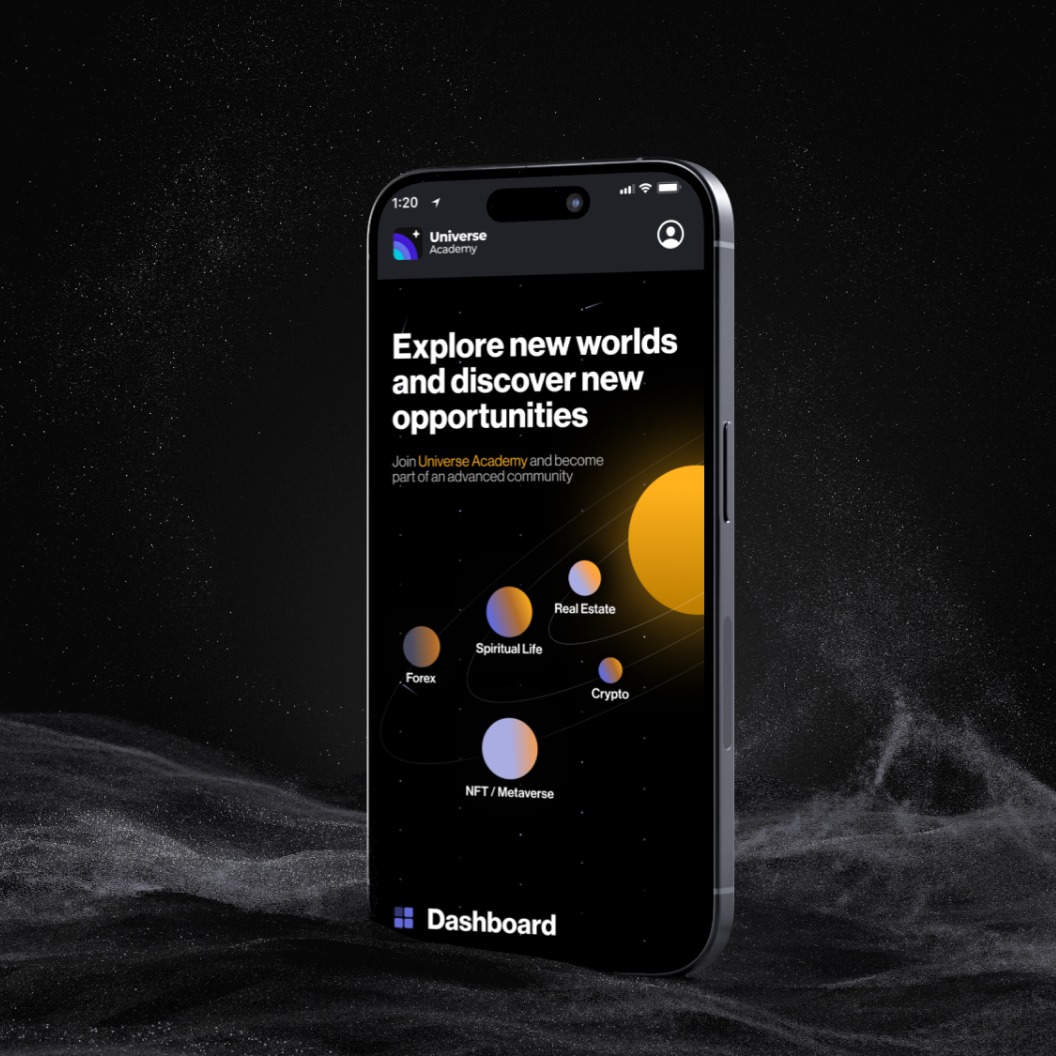 1:20
Universe
Academy
Explore new worlds
and discover new
opportunities
Join Universe Academy and become
part of an advanced community
Real Estate
Spiritual Life
Forex
Crypto
NFT / Metaverse
Dashboard